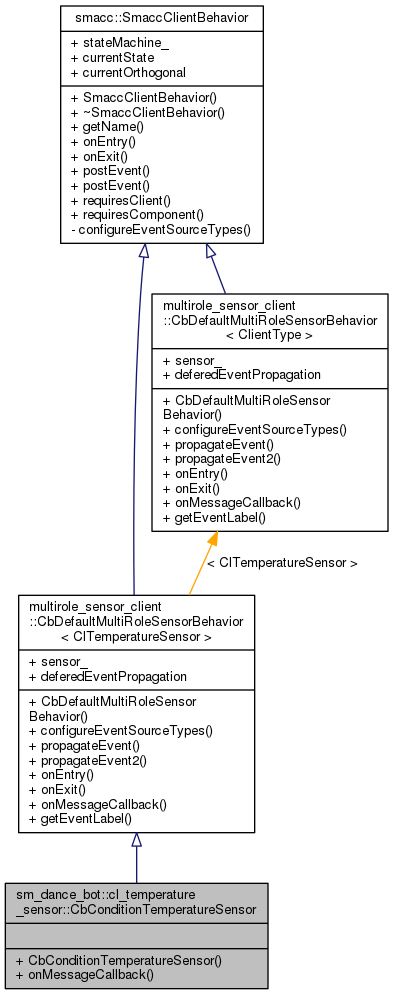 smacc::SmaccClientBehavior
+ stateMachine_
+ currentState
+ currentOrthogonal
+ SmaccClientBehavior()
+ ~SmaccClientBehavior()
+ getName()
+ onEntry()
+ onExit()
+ postEvent()
+ postEvent()
+ requiresClient()
+ requiresComponent()
- configureEventSourceTypes()
multirole_sensor_client
::CbDefaultMultiRoleSensorBehavior
< ClientType >
+ sensor_
+ deferedEventPropagation
+ CbDefaultMultiRoleSensor
Behavior()
+ configureEventSourceTypes()
+ propagateEvent()
+ propagateEvent2()
+ onEntry()
+ onExit()
+ onMessageCallback()
+ getEventLabel()
< ClTemperatureSensor >
multirole_sensor_client
::CbDefaultMultiRoleSensorBehavior
< ClTemperatureSensor >
+ sensor_
+ deferedEventPropagation
+ CbDefaultMultiRoleSensor
Behavior()
+ configureEventSourceTypes()
+ propagateEvent()
+ propagateEvent2()
+ onEntry()
+ onExit()
+ onMessageCallback()
+ getEventLabel()
sm_dance_bot::cl_temperature
_sensor::CbConditionTemperatureSensor
+ CbConditionTemperatureSensor()
+ onMessageCallback()